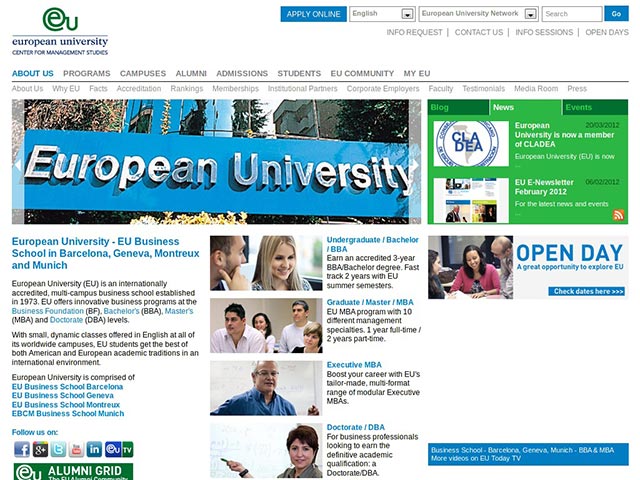 eu
european university
CENTER FOR MANAGEMENT STUDIES
APPLY ONLINE
English
European University Network
Search
Go
INFO REQUEST
CONTACT US
INFO SESSIONS
OPEN DAYS
ABOUT US PROGRAMS CAMPUSES ALUMNI ADMISSIONS STUDENTS EU COMMUNITY MY EU
About Us Why EU Facts Accreditation Rankings Memberships Institutional Partners Corporate Employers Faculty Testimonials Media Room Press
European University
Blog
News
Events
CLA
DEA
20/03/2012
European
University is now a
member of
CLADEA
European University (EU) is now
...
06/02/2012
EU E-Newsletter
February 2012
For the latest news and events
...
European University - EU Business
School in Barcelona, Geneva, Montreux
and Munich
European University (EU) is an internationally
accredited, multi-campus business school established
in 1973. EU offers innovative business programs at the
Business Foundation (BF), Bachelor's (BBA), Master's
(MBA) and Doctorate (DBA) levels.
With small, dynamic classes offered in English at all of
its worldwide campuses, EU students get the best of
both American and European academic traditions in an
international environment.
European University is comprised of
EU Business School Barcelona
EU Business School Geneva
EU Business School Montreux
EBCM Business School Munich
Follow us on:
You
Tube
in
eu TV
eu
ALUMNI GRID
The EU Alumni Community
Undergraduate / Bachelor /
BBA
Earn an accredited 3-year
BBA/Bachelor degree. Fast
track 2 years with EU
summer semesters.
Graduate / Master / MBA
EU MBA program with 10
different management
specialties. 1 year full-time /
2 years part-time.
Executive MBA
Boost your career with EU's
tailor-made, multi-format
range of modular Executive
MBAs.
Doctorate / DBA
For business professionals
looking to earn the
definitive academic
qualification: a
Doctorate/DBA.
OPEN DAY
A great opportunity to explore EU
Check dates here >>>
Business School - Barcelona, Geneva, Munich - BBA & MBA
More videos on EU Today TV